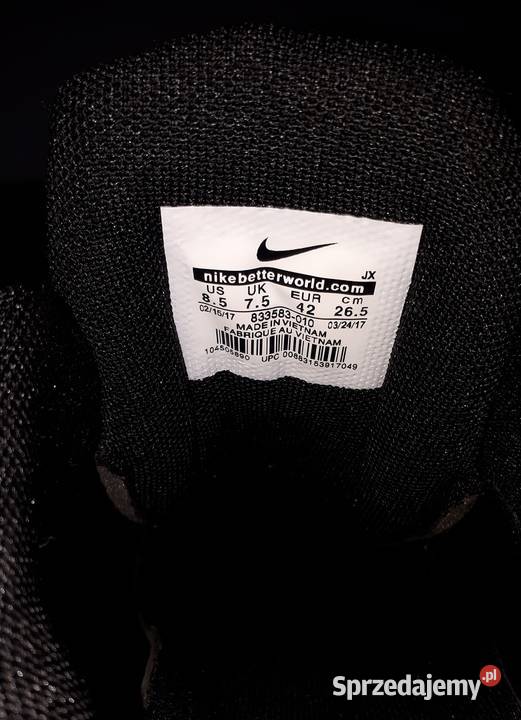 nikebetterworld.com
JX
US UK EUR cm
8.5 7.5 42 26.5
02/15/17 833583-010 03/24/17
MADE IN VIETNAM
FABRIQUE AU VIETNAM
104505890 UPC 00883153917049
Sprzedajemy.pl